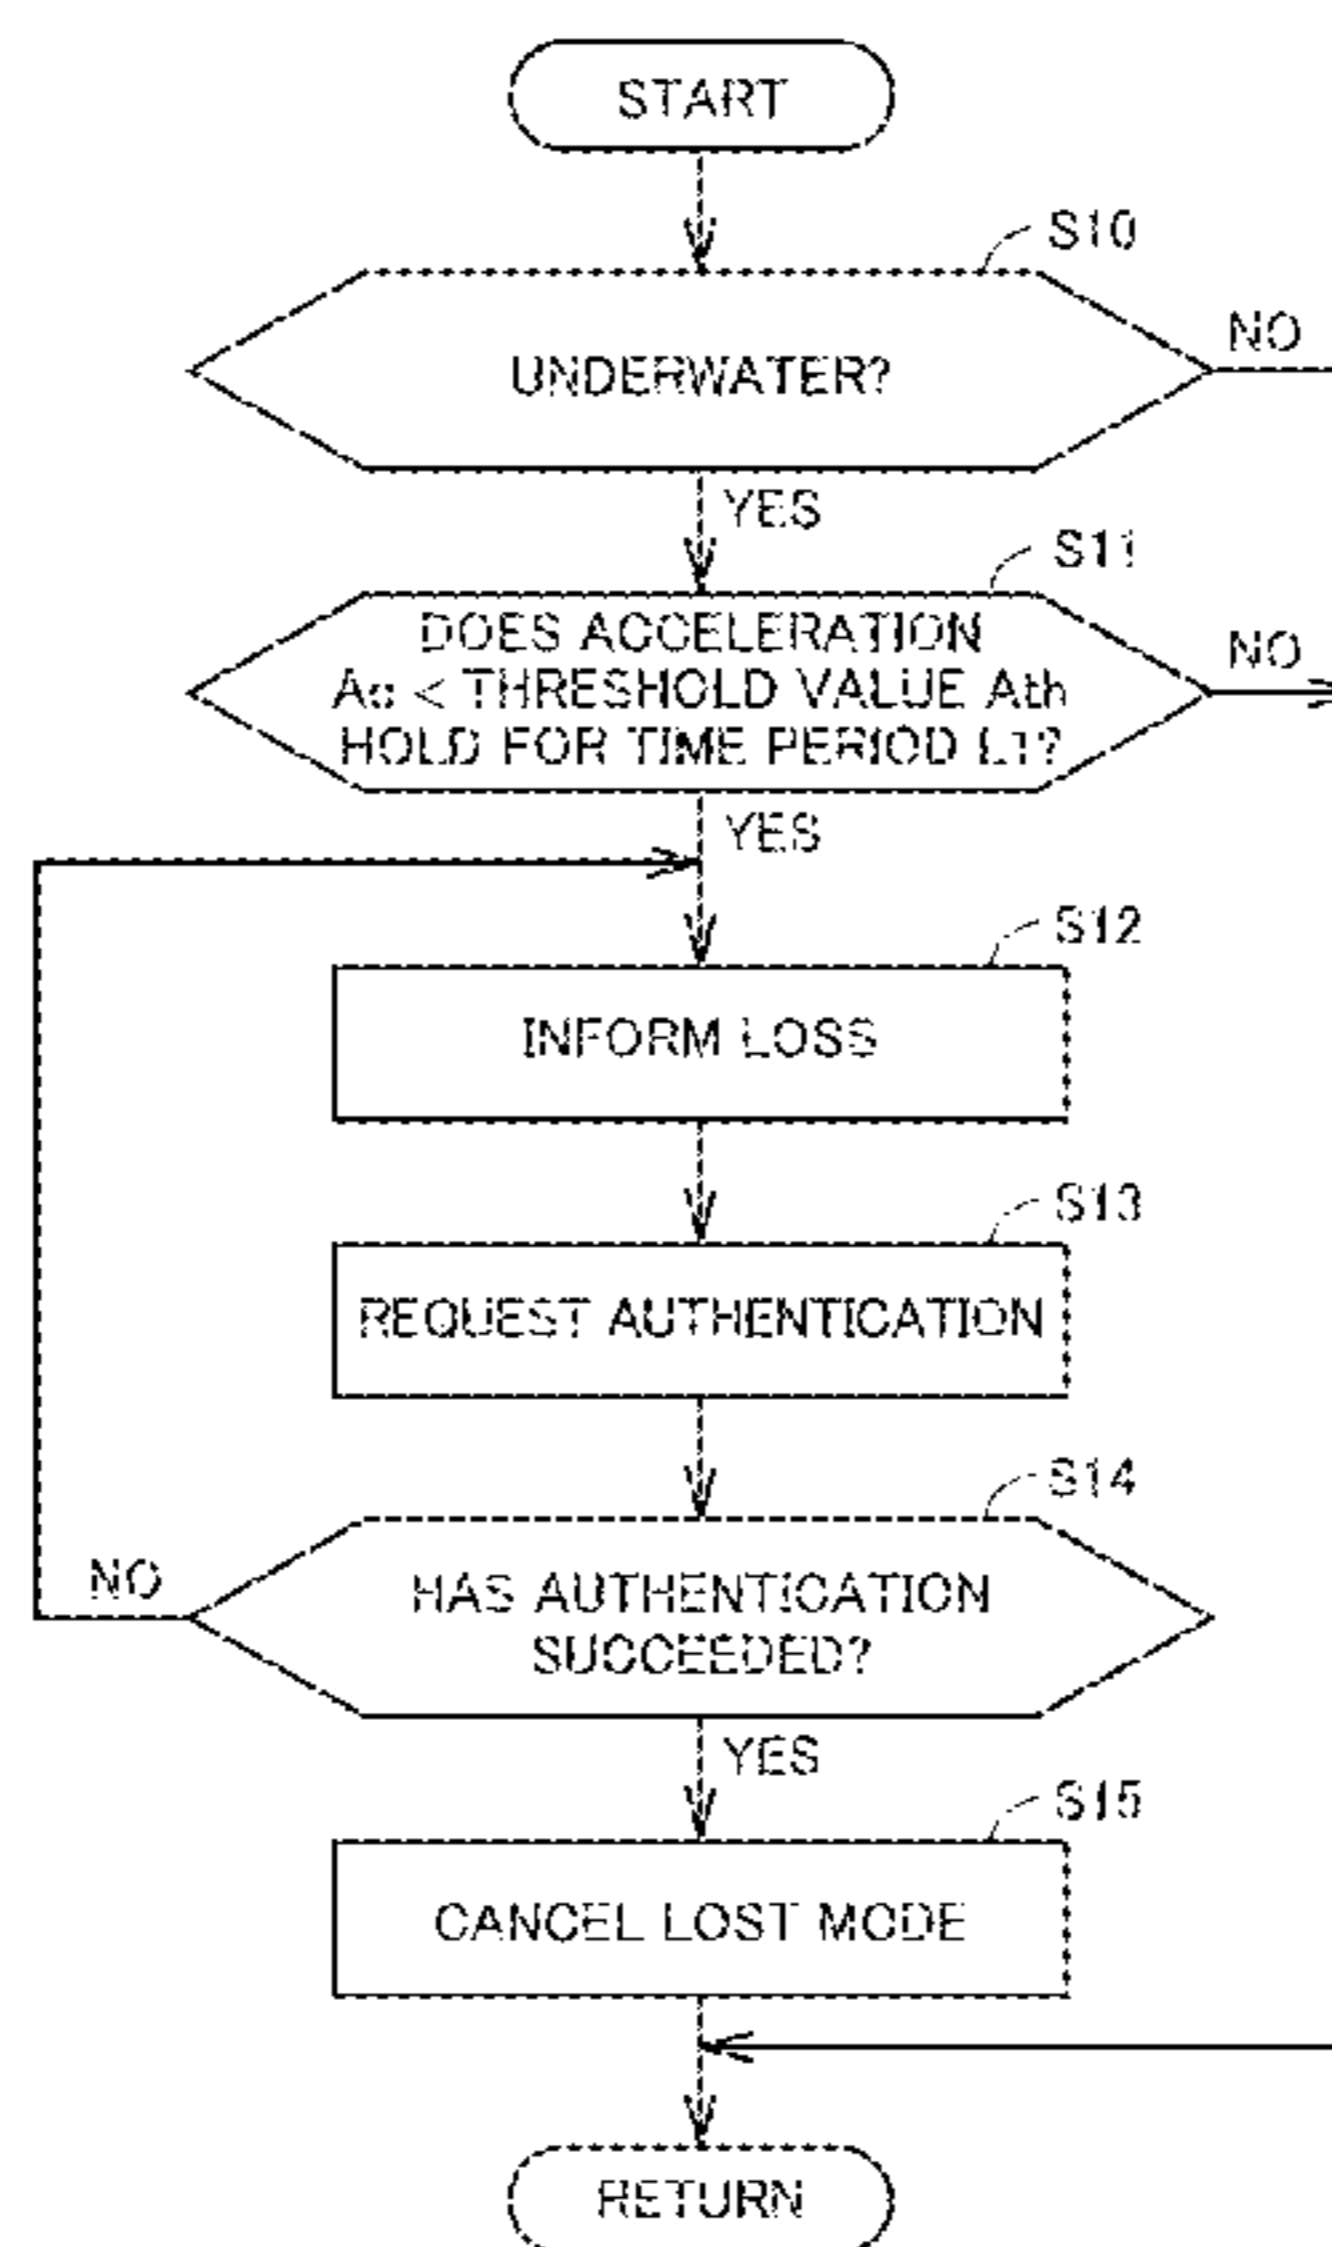 START
S10
UNDERWATER?
NO
YES
S11
DOES ACCELERATION
Ac < THRESHOLD VALUE Ath
HOLD FOR TIME PERIOD L1?
NO
YES
S12
INFORM LOSS
S13
REQUEST AUTHENTICATION
S14
HAS AUTHENTICATION
SUCCEEDED?
NO
YES
S15
CANCEL LOST MODE
RETURN